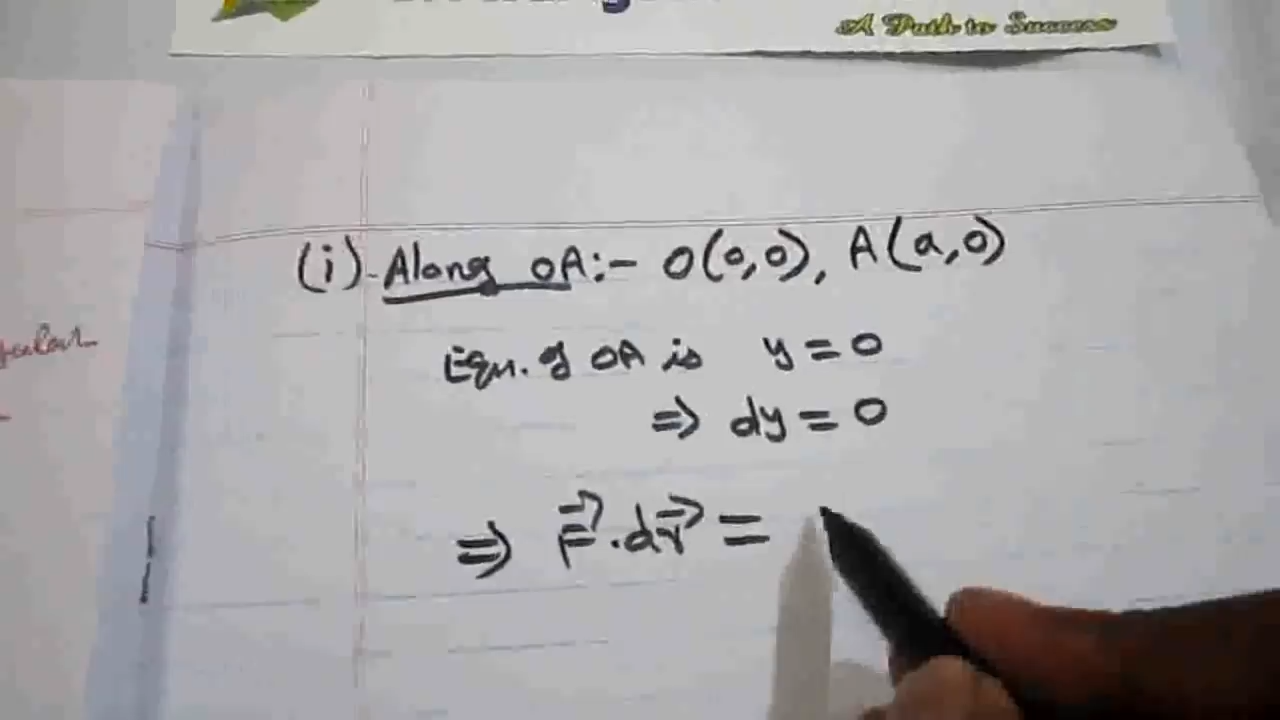 A Path to Success
(i). Along OA:- O(0,0), A(a,0)
Eqn. of OA is y = 0
⇒ dy = 0
⇒ F⃗ . dr⃗ =